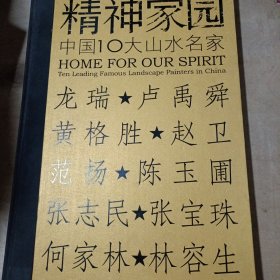 精神家园
中国10大山水名家
HOME FOR OUR SPIRIT
Ten Leading Famous Landscape Painters in China
龙瑞★卢禹舜
黄格胜★赵卫
范扬★陈玉圃
张志民★张宝珠
何家林★林容生